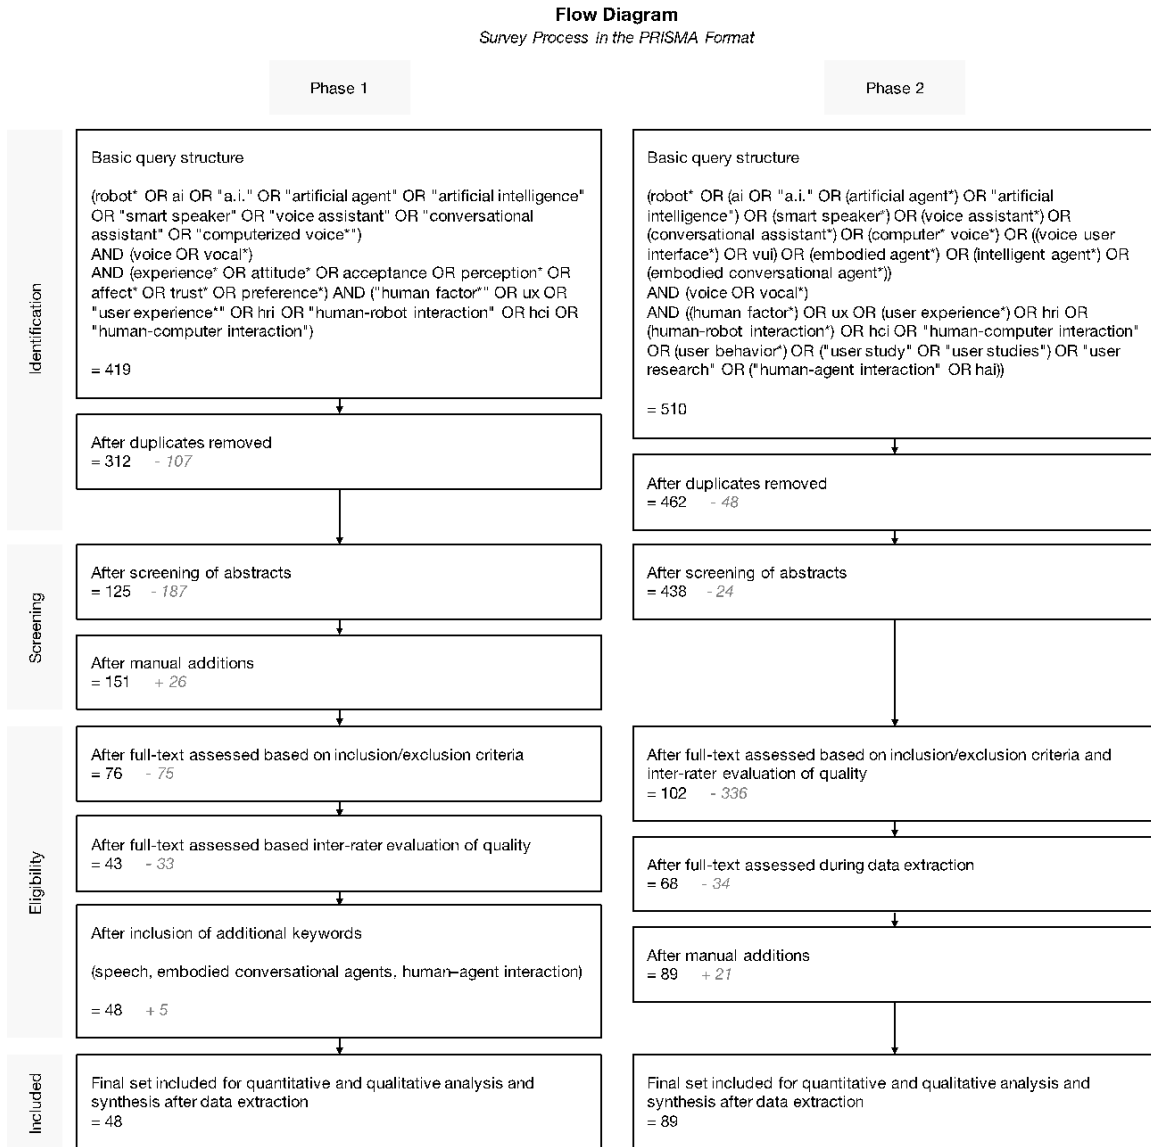 Flow Diagram
Survey Process in the PRISMA Format
Phase 1
Phase 2
Identification
Basic query structure
(robot* OR ai OR "a.i." OR "artificial agent" OR "artificial intelligence"
OR "smart speaker" OR "voice assistant" OR "conversational
assistant" OR "computerized voice*")
AND (voice OR vocal*)
AND (experience* OR attitude* OR acceptance OR perception* OR
affect* OR trust* OR preference*) AND ("human factor*" OR ux OR
"user experience*" OR hri OR "human-robot interaction" OR hci OR
"human-computer interaction")
= 419
After duplicates removed
= 312 - 107
Basic query structure
(robot* OR (ai OR "a.i." OR (artificial agent*) OR "artificial
intelligence") OR (smart speaker*) OR (voice assistant*) OR
(conversational assistant*) OR (computer* voice*) OR ((voice user
interface*) OR vui) OR (embodied agent*) OR (intelligent agent*) OR
(embodied conversational agent*))
AND (voice OR vocal*)
AND ((human factor*) OR ux OR (user experience*) OR hri OR
(human-robot interaction*) OR hci OR "human-computer interaction"
OR (user behavior*) OR ("user study" OR "user studies") OR "user
research" OR ("human-agent interaction" OR hai))
= 510
After duplicates removed
= 462 - 48
Screening
After screening of abstracts
= 125 - 187
After manual additions
= 151 + 26
After screening of abstracts
= 438 - 24
Eligibility
After full-text assessed based on inclusion/exclusion criteria
= 76 - 75
After full-text assessed based inter-rater evaluation of quality
= 43 - 33
After inclusion of additional keywords
(speech, embodied conversational agents, human–agent interaction)
= 48 + 5
After full-text assessed based on inclusion/exclusion criteria and
inter-rater evaluation of quality
= 102 - 336
After full-text assessed during data extraction
= 68 - 34
After manual additions
= 89 + 21
Included
Final set included for quantitative and qualitative analysis and
synthesis after data extraction
= 48
Final set included for quantitative and qualitative analysis and
synthesis after data extraction
= 89